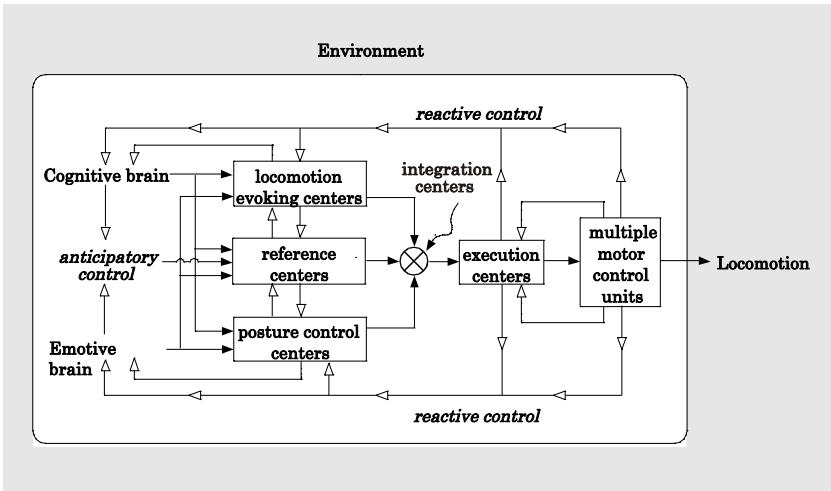 Environment
reactive control
Cognitive brain
locomotion
evoking centers
integration
centers
anticipatory
control
reference
centers
execution
centers
multiple
motor
control
units
Locomotion
Emotive
brain
posture control
centers
reactive control